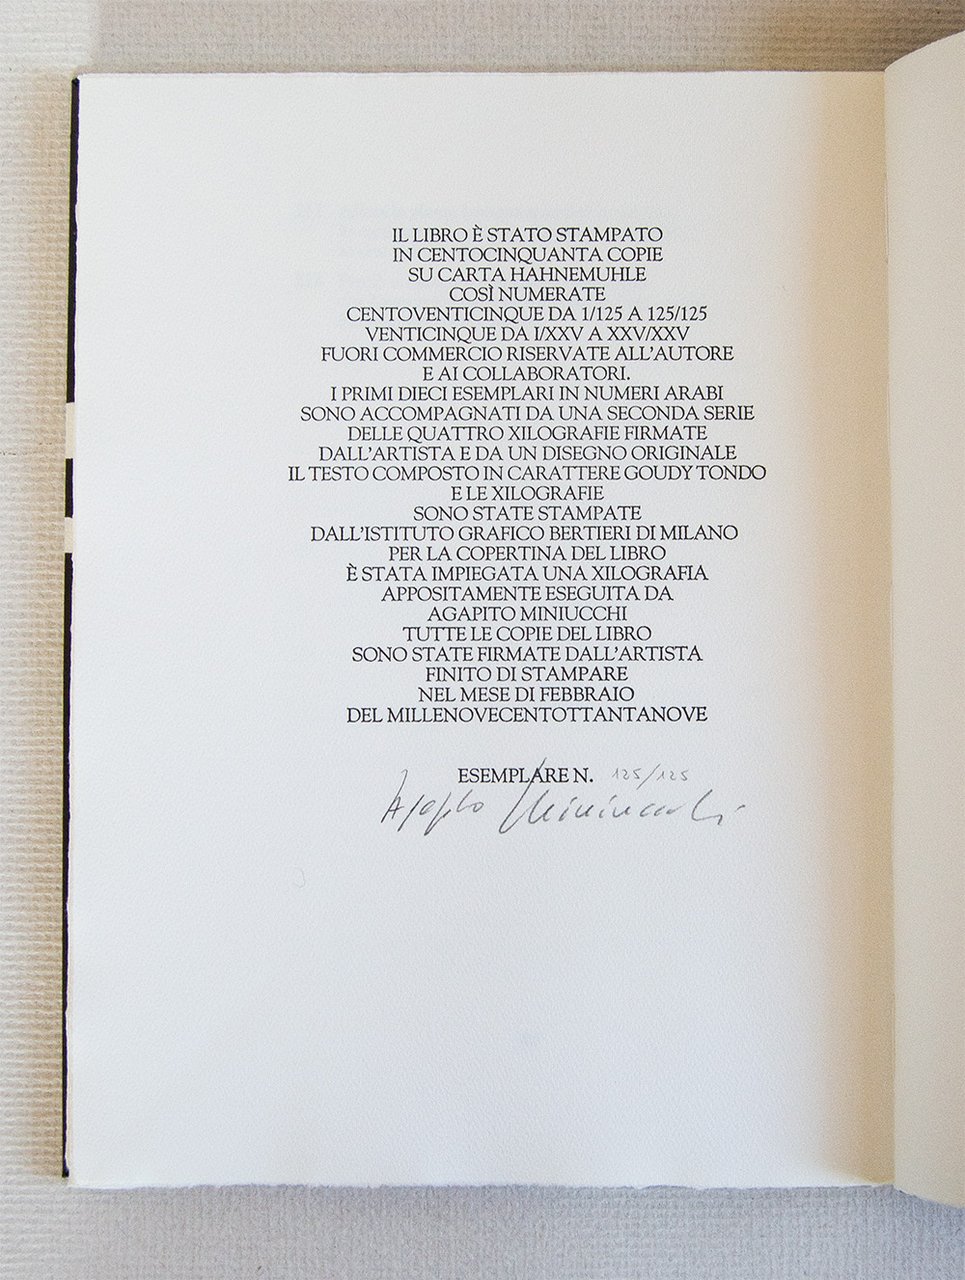 IL LIBRO È STATO STAMPATO
IN CENTOCINQUANTA COPIE
SU CARTA HAHNEMUHLE
COSÌ NUMERATE
CENTOVENTICINQUE DA 1/125 A 125/125
VENTICINQUE DA I/XXV A XXV/XXV
FUORI COMMERCIO RISERVATE ALL'AUTORE
E AI COLLABORATORI.
I PRIMI DIECI ESEMPLARI IN NUMERI ARABI
SONO ACCOMPAGNATI DA UNA SECONDA SERIE
DELLE QUATTRO XILOGRAFIE FIRMATE
DALL'ARTISTA E DA UN DISEGNO ORIGINALE
IL TESTO COMPOSTO IN CARATTERE GOUDY TONDO
E LE XILOGRAFIE
SONO STATE STAMPATE
DALL'ISTITUTO GRAFICO BERTIERI DI MILANO
PER LA COPERTINA DEL LIBRO
È STATA IMPIEGATA UNA XILOGRAFIA
APPOSITAMENTE ESEGUITA DA
AGAPITO MINIUCCHI
TUTTE LE COPIE DEL LIBRO
SONO STATE FIRMATE DALL'ARTISTA
FINITO DI STAMPARE
NEL MESE DI FEBBRAIO
DEL MILLENOVECENTOTTANTANOVE
ESEMPLARE N. 125/125
Agapito Miniucchi